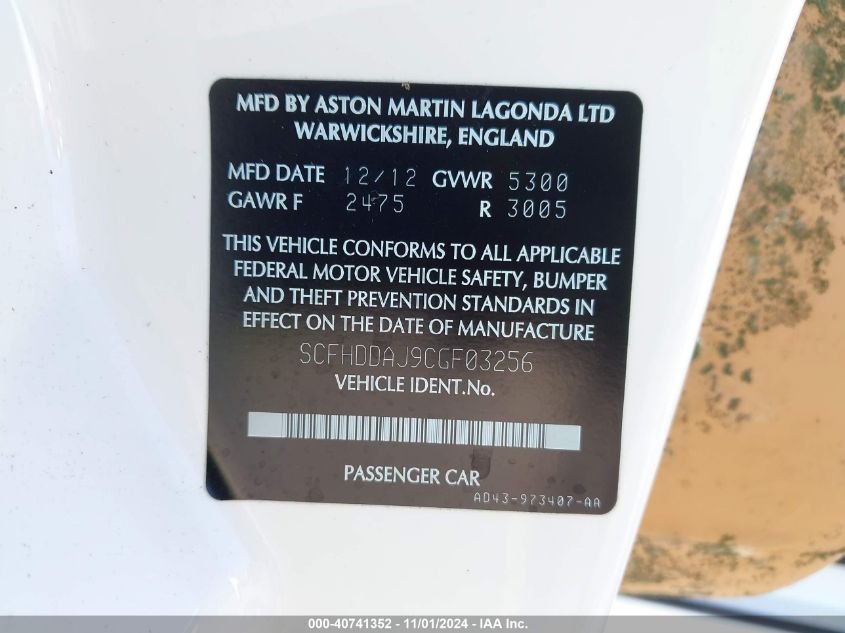 MFD BY ASTON MARTIN LAGONDA LTD
WARWICKSHIRE, ENGLAND
MFD DATE 12/12 GVWR 5300
GAWR F 2475 R 3005
THIS VEHICLE CONFORMS TO ALL APPLICABLE
FEDERAL MOTOR VEHICLE SAFETY, BUMPER
AND THEFT PREVENTION STANDARDS IN
EFFECT ON THE DATE OF MANUFACTURE
SCFHDDAJ9CGF03256
VEHICLE IDENT.No.
PASSENGER CAR
AD43-973407-AA
000-40741352 - 11/01/2024 - IAA Inc.